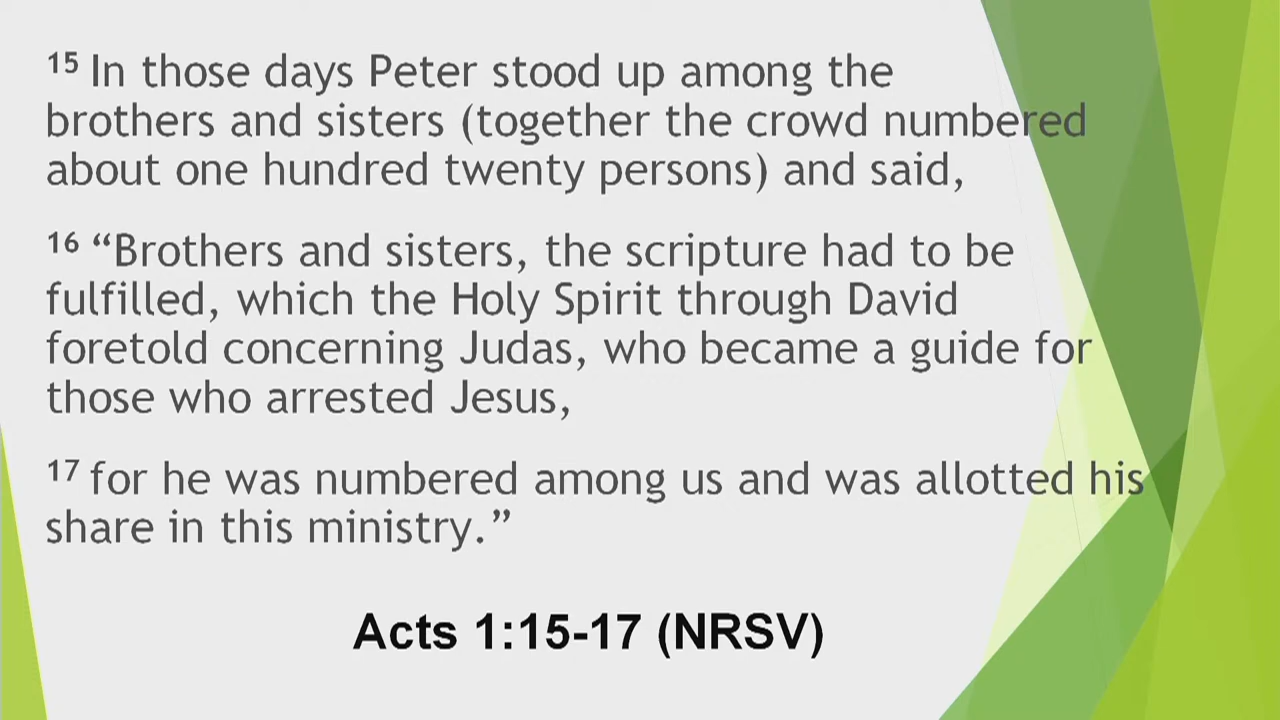 15 In those days Peter stood up among the
brothers and sisters (together the crowd numbered
about one hundred twenty persons) and said,
16 “Brothers and sisters, the scripture had to be
fulfilled, which the Holy Spirit through David
foretold concerning Judas, who became a guide for
those who arrested Jesus,
17 for he was numbered among us and was allotted his
share in this ministry.”
Acts 1:15-17 (NRSV)